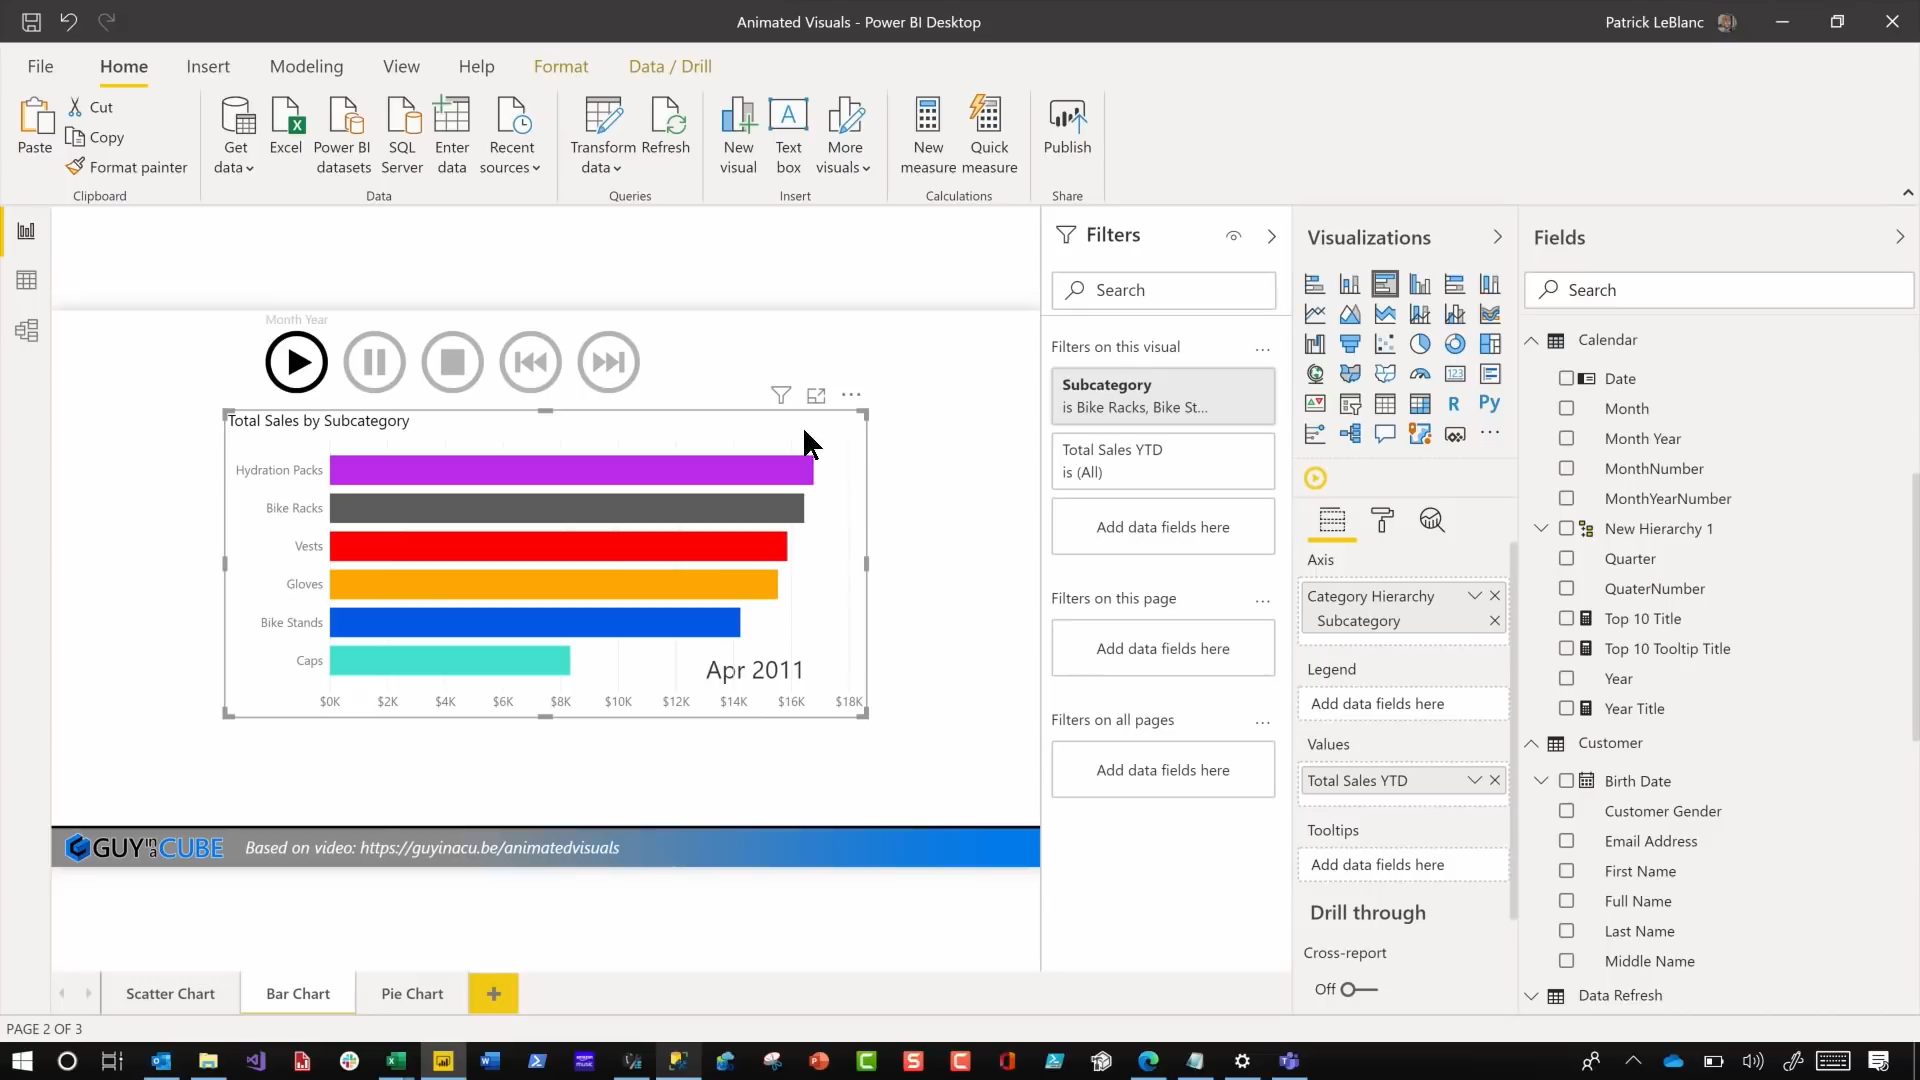 Animated Visuals - Power BI Desktop
Patrick LeBlanc
File
Home
Insert
Modeling
View
Help
Format
Data / Drill
Paste
Cut
Copy
Format painter
Clipboard
Get data
Excel
Power BI datasets
SQL Server
Enter data
Recent sources
Data
Transform data
Refresh
Queries
New visual
Text box
More visuals
Insert
New measure
Quick measure
Calculations
Publish
Share
Month Year
Total Sales by Subcategory
Hydration Packs
Bike Racks
Vests
Gloves
Bike Stands
Caps
Apr 2011
$0K $2K $4K $6K $8K $10K $12K $14K $16K $18K
GUY in a CUBE
Based on video: https://guyinacu.be/animatedvisuals
Filters
Search
Filters on this visual
Subcategory
is Bike Racks, Bike St...
Total Sales YTD
is (All)
Add data fields here
Filters on this page
Add data fields here
Filters on all pages
Add data fields here
Visualizations
R
Py
123
Axis
Category Hierarchy
Subcategory
Legend
Add data fields here
Values
Total Sales YTD
Tooltips
Add data fields here
Drill through
Cross-report
Off
Fields
Search
Calendar
Date
Month
Month Year
MonthNumber
MonthYearNumber
New Hierarchy 1
Quarter
QuaterNumber
Top 10 Title
Top 10 Tooltip Title
Year
Year Title
Customer
Birth Date
Customer Gender
Email Address
First Name
Full Name
Last Name
Middle Name
Data Refresh
Scatter Chart
Bar Chart
Pie Chart
PAGE 2 OF 3